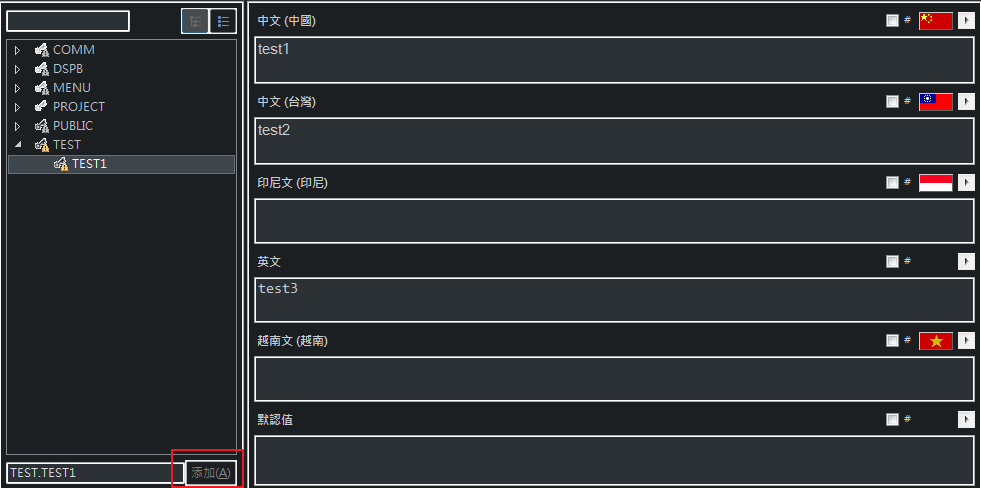 COMM
DSPB
MENU
PROJECT
PUBLIC
TEST
TEST1
TEST.TEST1
添加(A)
中文 (中國)
#
test1
中文 (台灣)
#
test2
印尼文 (印尼)
#
英文
#
test3
越南文 (越南)
#
默認值
#